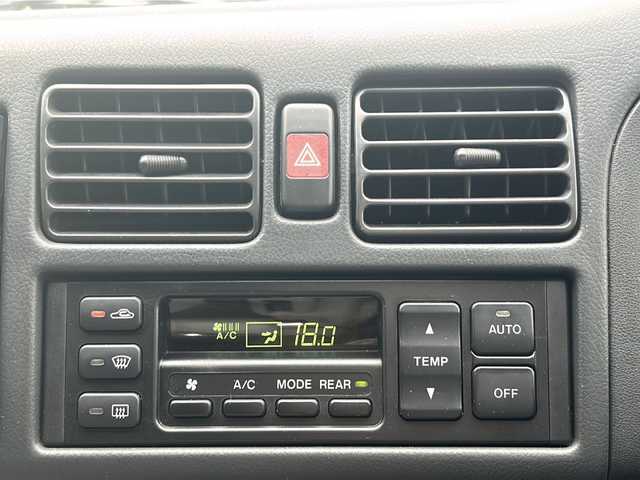 A/C
18.0
A/C MODE REAR
TEMP
AUTO
OFF